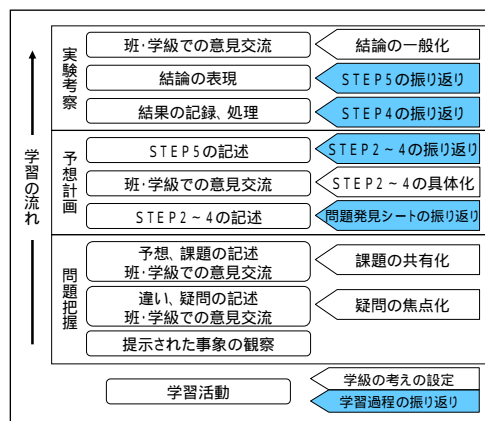 学習の流れ
実験考察
班・学級での意見交流
結論の一般化
結論の表現
STEP5の振り返り
結果の記録、処理
STEP4の振り返り
予想計画
STEP5の記述
STEP2～4の振り返り
班・学級での意見交流
STEP2～4の具体化
STEP2～4の記述
問題発見シートの振り返り
問題把握
予想、課題の記述
班・学級での意見交流
課題の共有化
違い、疑問の記述
班・学級での意見交流
疑問の焦点化
提示された事象の観察
学習活動
学級の考えの設定
学習過程の振り返り